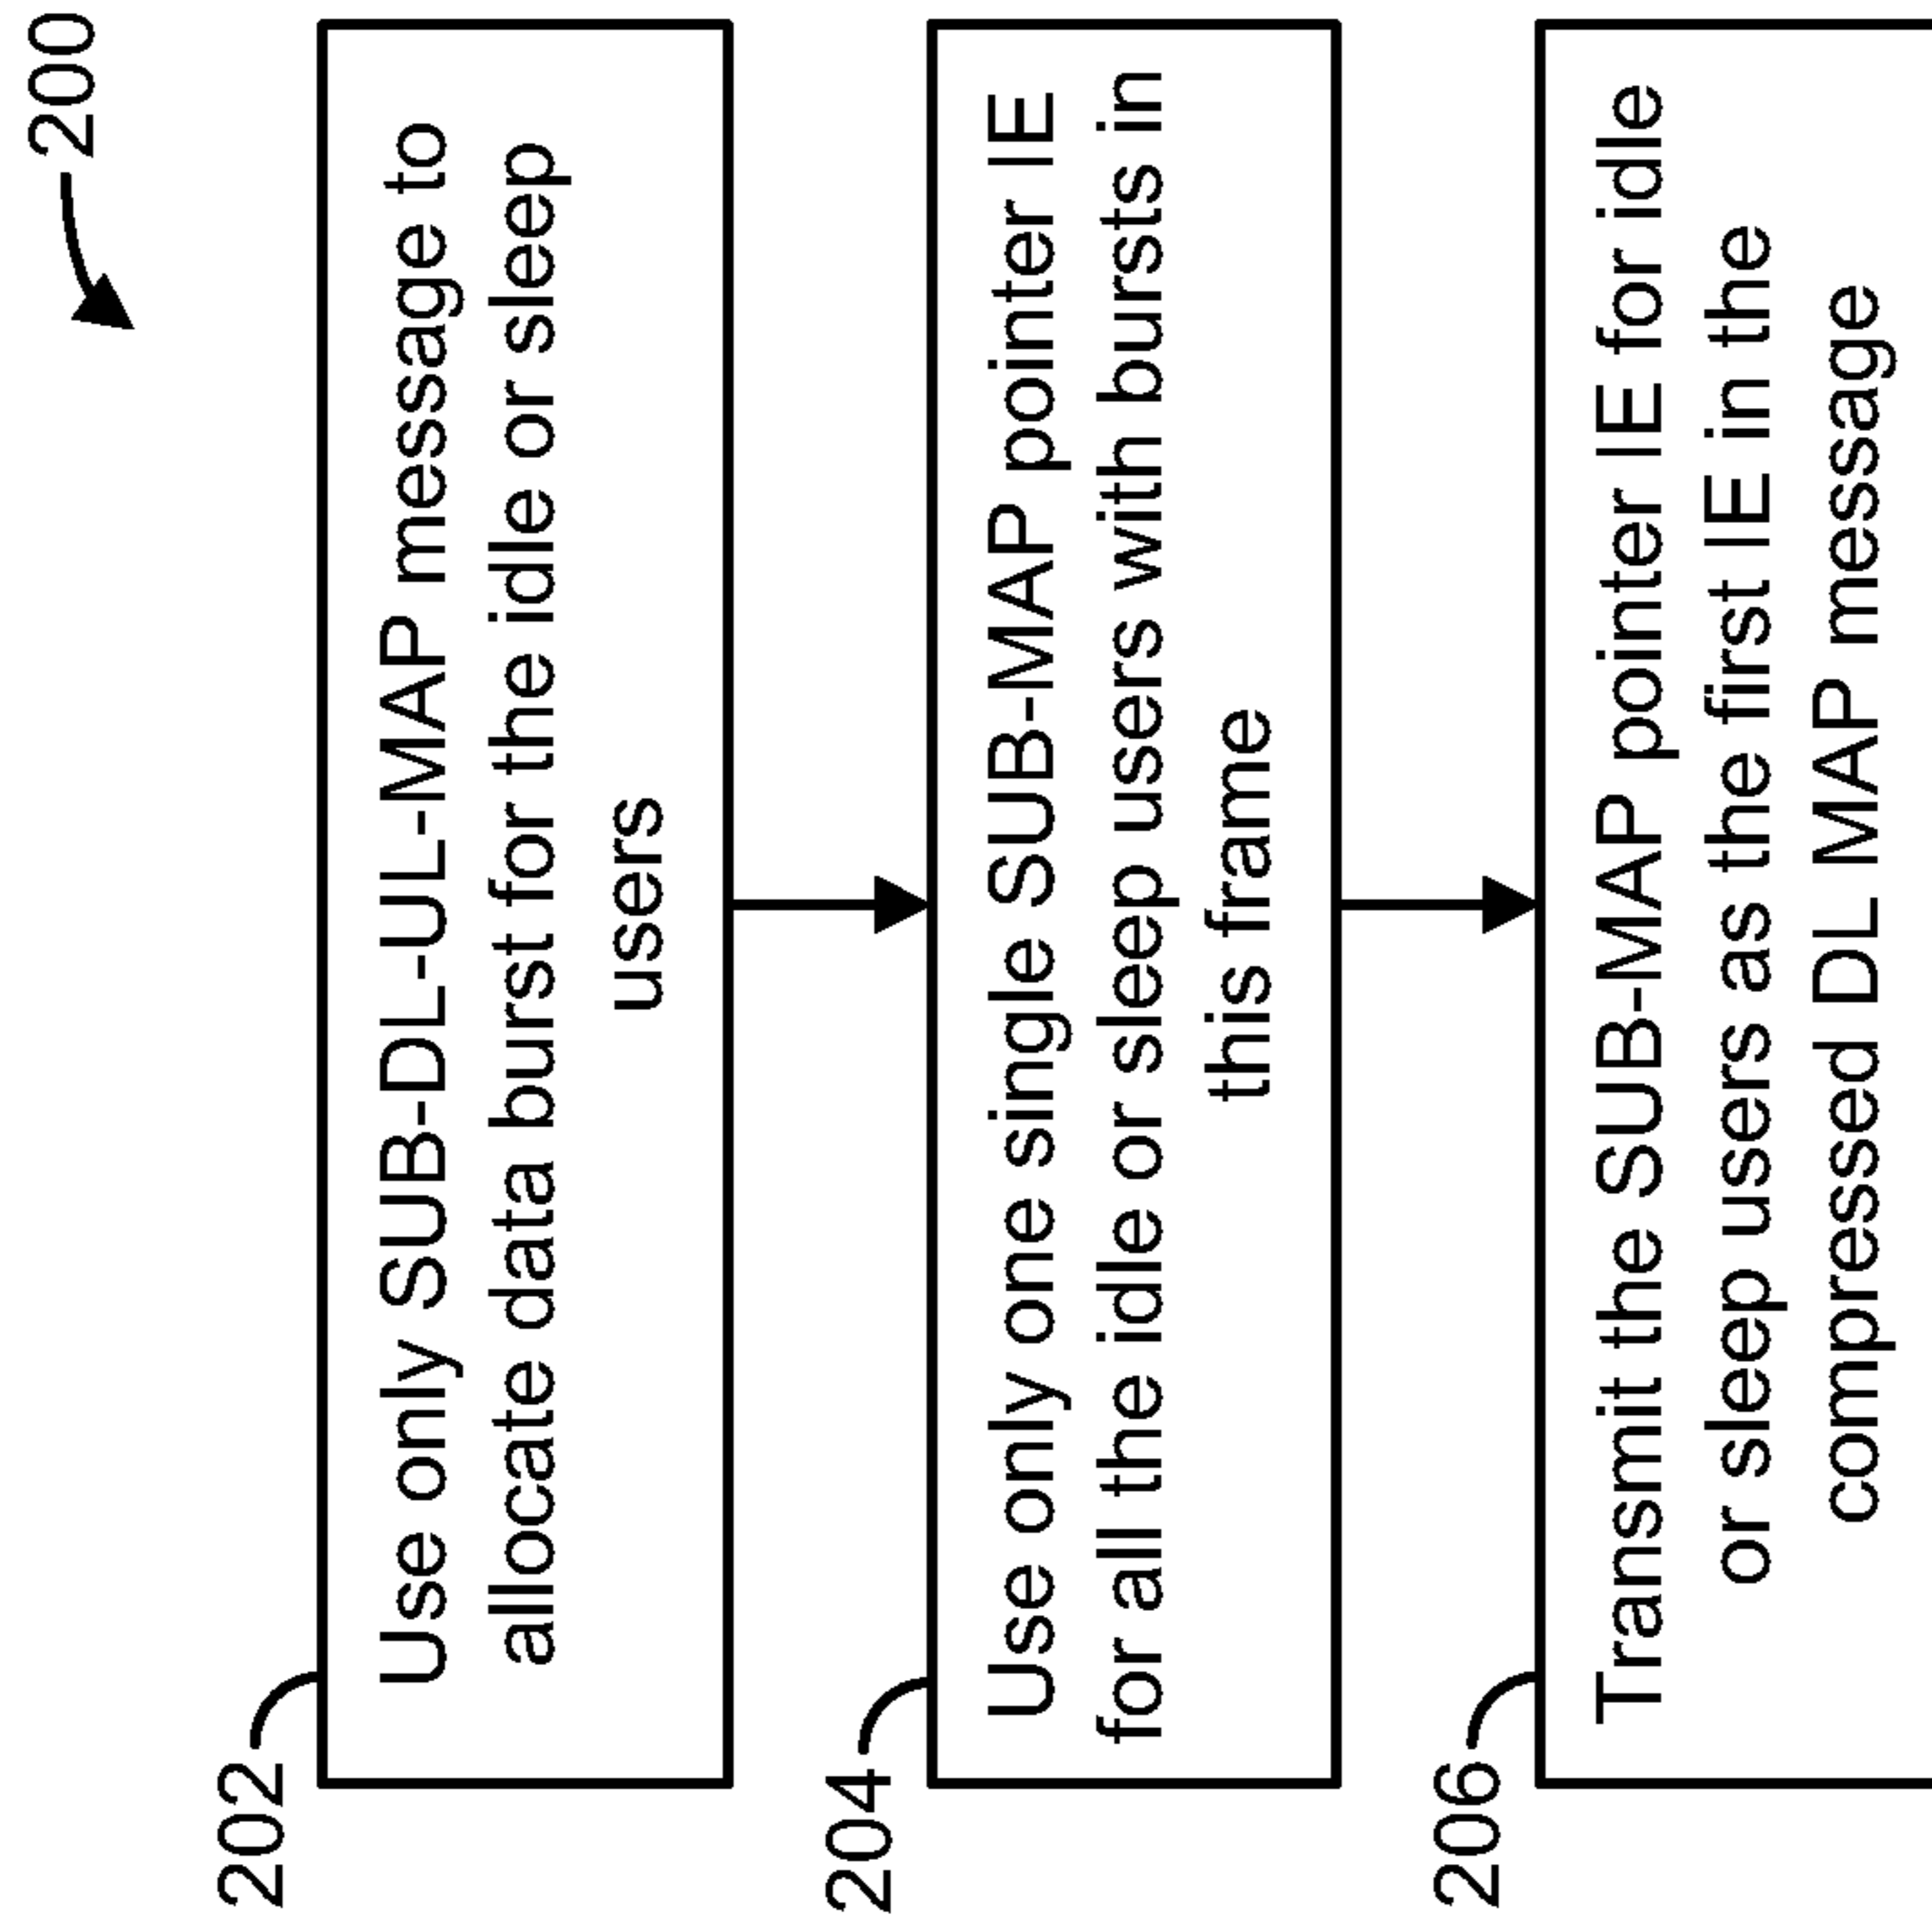 200
202
Use only SUB-DL-UL-MAP message to
allocate data burst for the idle or sleep
users
204
Use only one single SUB-MAP pointer IE
for all the idle or sleep users with bursts in
this frame
206
Transmit the SUB-MAP pointer IE for idle
or sleep users as the first IE in the
compressed DL MAP message